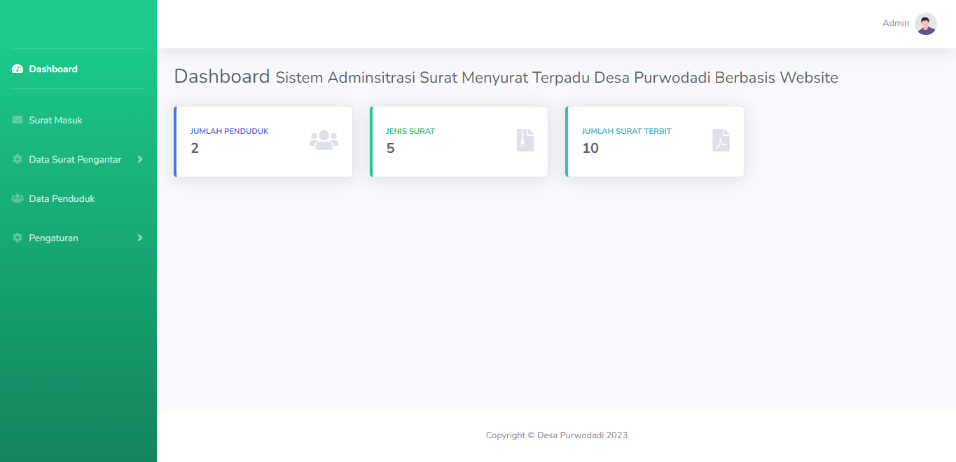 Admin
Dashboard
Surat Masuk
Data Surat Pengantar
Data Penduduk
Pengaturan
Dashboard Sistem Adminsitrasi Surat Menyurat Terpadu Desa Purwodadi Berbasis Website
JUMLAH PENDUDUK
2
JENIS SURAT
5
JUMLAH SURAT TERBIT
10
Copyright © Desa Purwodadi 2023